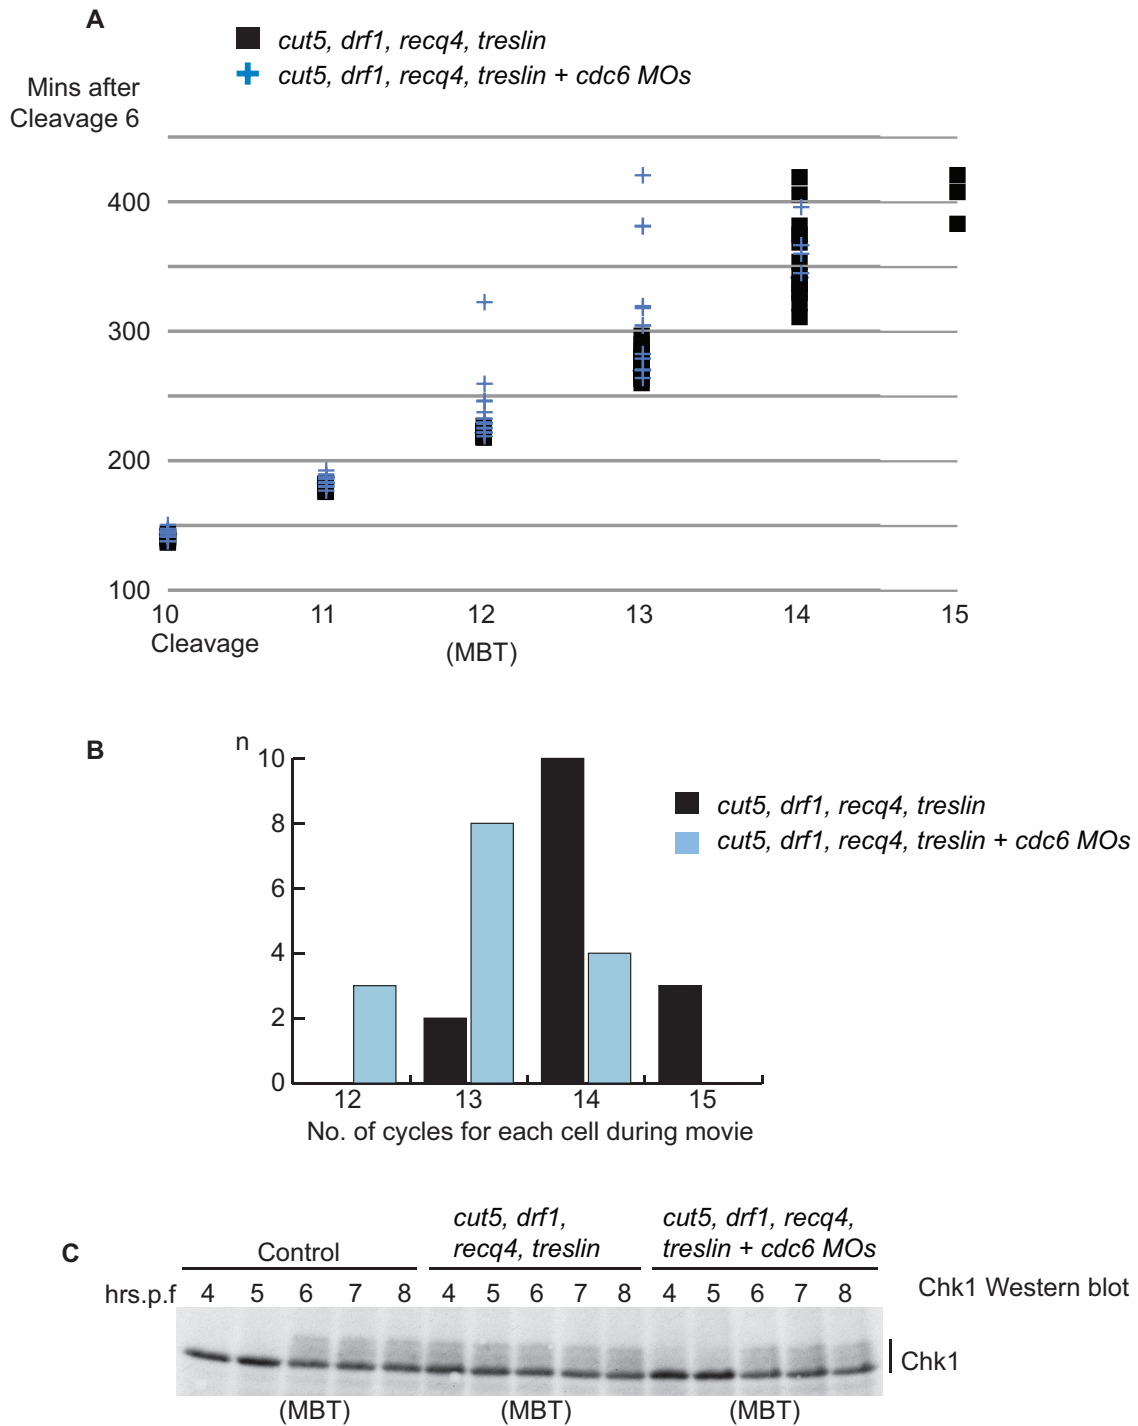 A
cut5, drf1, recq4, treslin
cut5, drf1, recq4, treslin + cdc6 MOs
Mins after
Cleavage 6
400
300
200
100
10 11 12 13 14 15
Cleavage
(MBT)
B
n
10
8
6
4
2
0
cut5, drf1, recq4, treslin
cut5, drf1, recq4, treslin + cdc6 MOs
12 13 14 15
No. of cycles for each cell during movie
C
Control
cut5, drf1,
recq4, treslin
cut5, drf1, recq4,
treslin + cdc6 MOs
hrs.p.f 4 5 6 7 8 4 5 6 7 8 4 5 6 7 8
Chk1 Western blot
Chk1
(MBT) (MBT) (MBT)